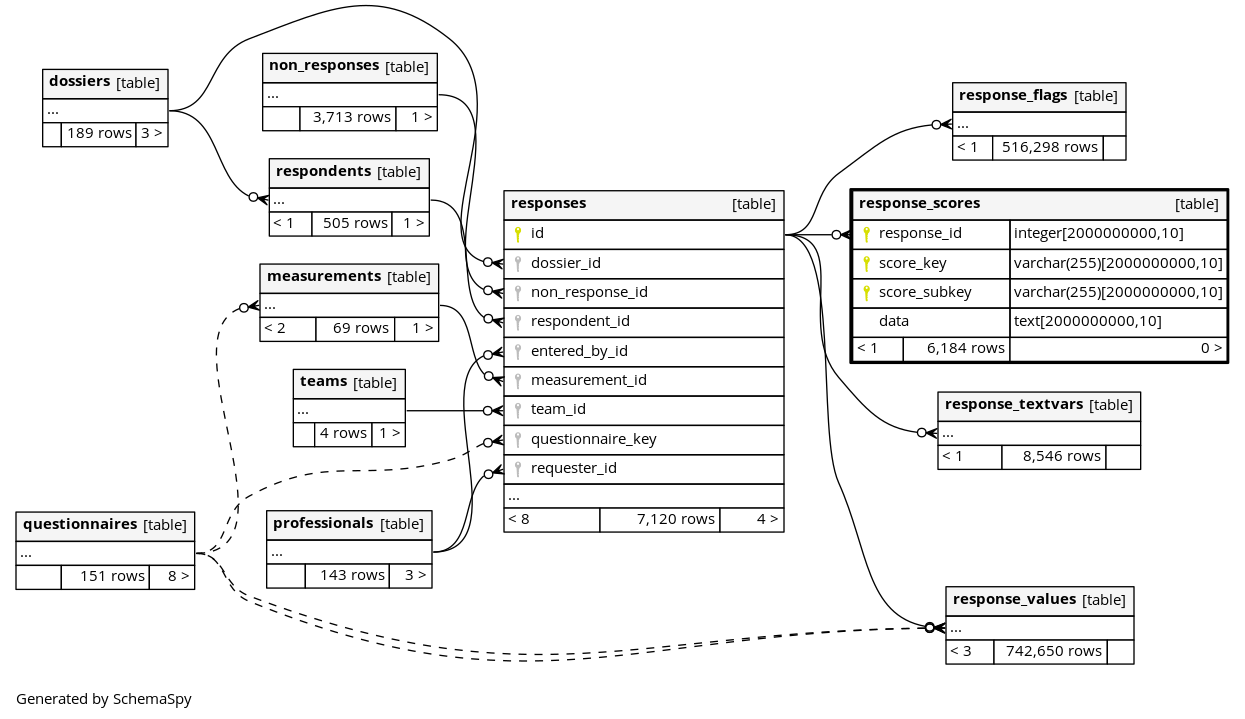 dossiers [table]
...
189 rows 3 >
non_responses [table]
...
3,713 rows 1 >
respondents [table]
...
< 1 505 rows 1 >
measurements [table]
...
< 2 69 rows 1 >
teams [table]
...
4 rows 1 >
questionnaires [table]
...
151 rows 8 >
professionals [table]
...
143 rows 3 >
responses [table]
id
dossier_id
non_response_id
respondent_id
entered_by_id
measurement_id
team_id
questionnaire_key
requester_id
...
< 8 7,120 rows 4 >
response_flags [table]
...
< 1 516,298 rows
response_scores [table]
response_id integer[2000000000,10]
score_key varchar(255)[2000000000,10]
score_subkey varchar(255)[2000000000,10]
data text[2000000000,10]
< 1 6,184 rows 0 >
response_textvars [table]
...
< 1 8,546 rows
response_values [table]
...
< 3 742,650 rows
Generated by SchemaSpy